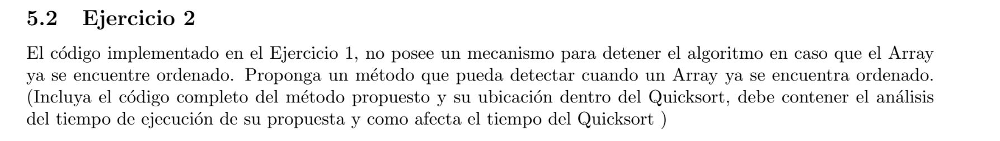 5.2 Ejercicio 2
El código implementado en el Ejercicio 1, no posee un mecanismo para detener el algoritmo en caso que el Array
ya se encuentre ordenado. Proponga un método que pueda detectar cuando un Array ya se encuentra ordenado.
(Incluya el código completo del método propuesto y su ubicación dentro del Quicksort, debe contener el análisis
del tiempo de ejecución de su propuesta y como afecta el tiempo del Quicksort )